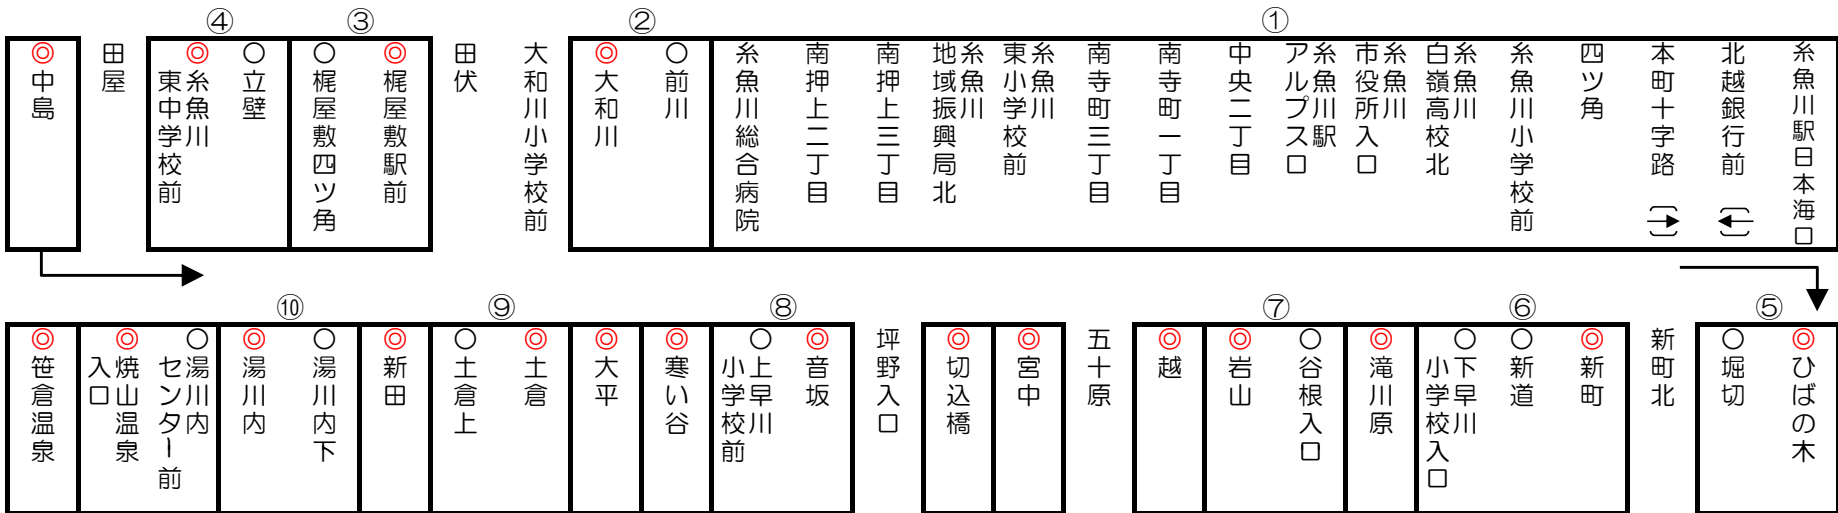 ④
③
②
①
◎中島
田屋
◎糸魚川東中学校前
○立壁
○梶屋敷四ツ角
◎梶屋敷駅前
田伏
大和川小学校前
◎大和川
○前川
糸魚川総合病院
南押上二丁目
南押上三丁目
糸魚川地域振興局北
糸魚川東小学校前
南寺町三丁目
南寺町一丁目
中央二丁目
糸魚川駅アルプス口
糸魚川市役所入口
糸魚川白嶺高校北
糸魚川小学校前
四ツ角
本町十字路(→)
北越銀行前(←)
糸魚川駅日本海口
⑩
⑨
⑧
⑦
⑥
⑤
◎笹倉温泉
◎焼山温泉入口
○湯川内センター前
◎湯川内
○湯川内下
◎新田
○土倉上
◎土倉
◎大平
◎寒い谷
○上早川小学校前
◎音坂
坪野入口
◎切込橋
◎宮中
五十原
◎越
◎岩山
○谷根入口
◎滝川原
○下早川小学校入口
○新道
◎新町
新町北
○堀切
◎ひばの木